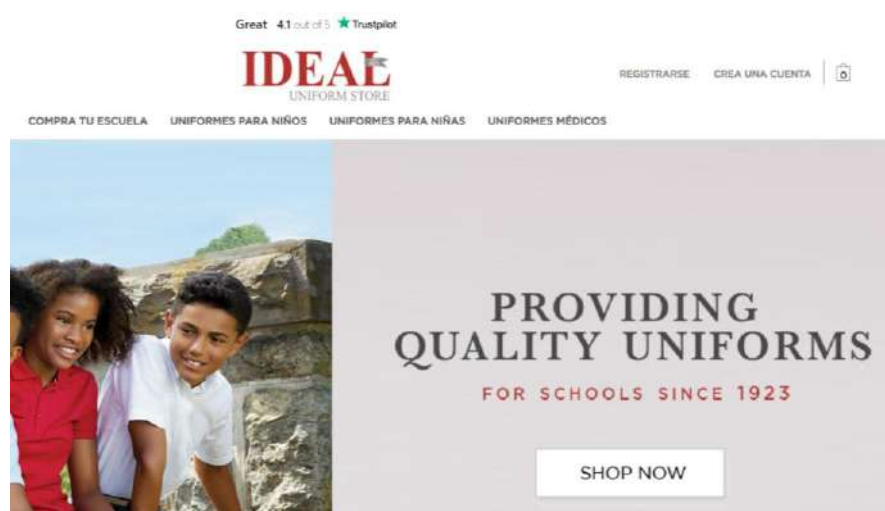 Great 4.1 out of 5 Trustpilot
IDEAL
UNIFORM STORE
REGISTRARSE CREA UNA CUENTA 0
COMPRA TU ESCUELA UNIFORMES PARA NIÑOS UNIFORMES PARA NIÑAS UNIFORMES MÉDICOS
PROVIDING
QUALITY UNIFORMS
FOR SCHOOLS SINCE 1923
SHOP NOW